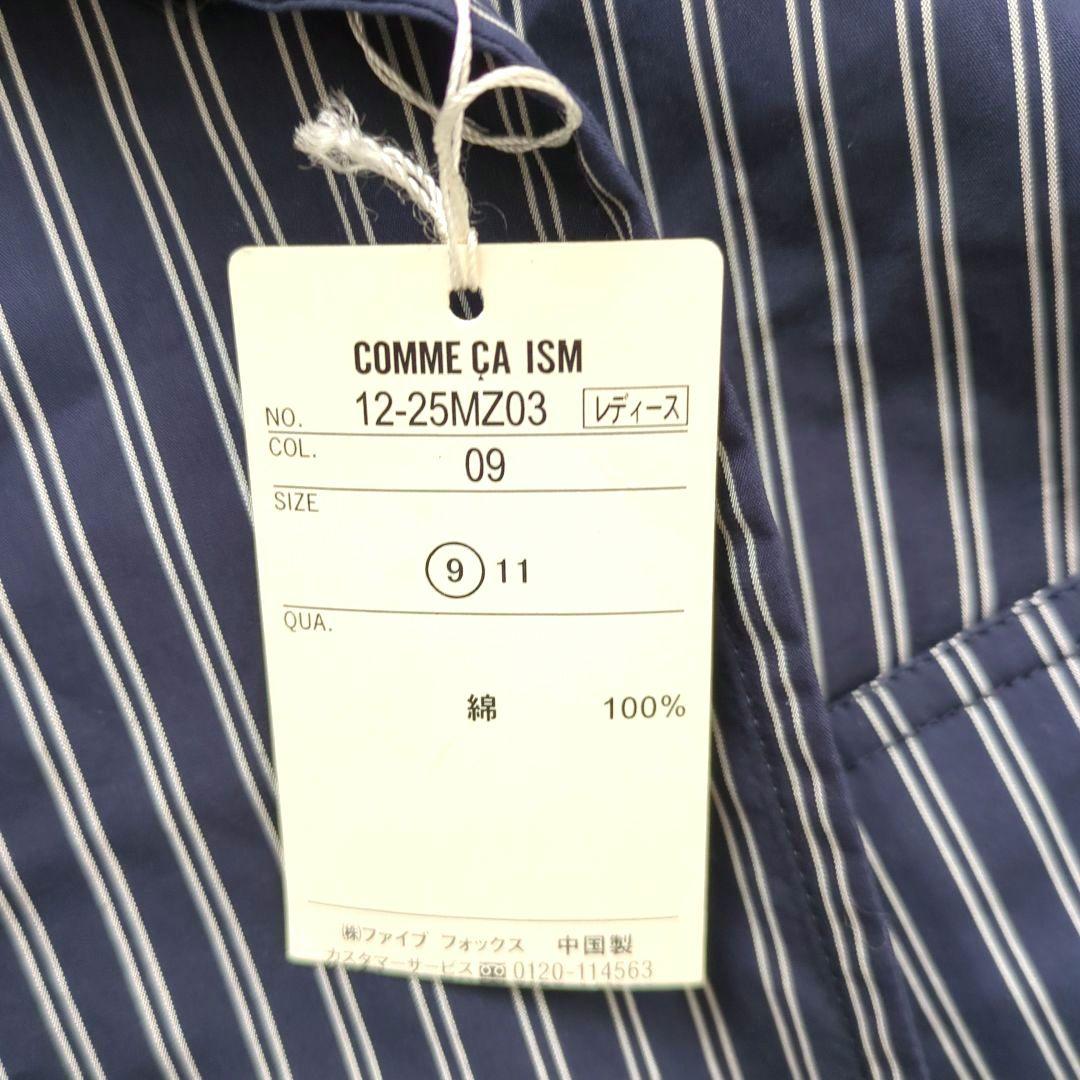 COMME ÇA ISM
NO. 12-25MZ03 レディース
COL. 09
SIZE
9 11
QUA.
綿 100%
㈱ファイブ フォックス 中国製
カスタマーサービス 0120-114563